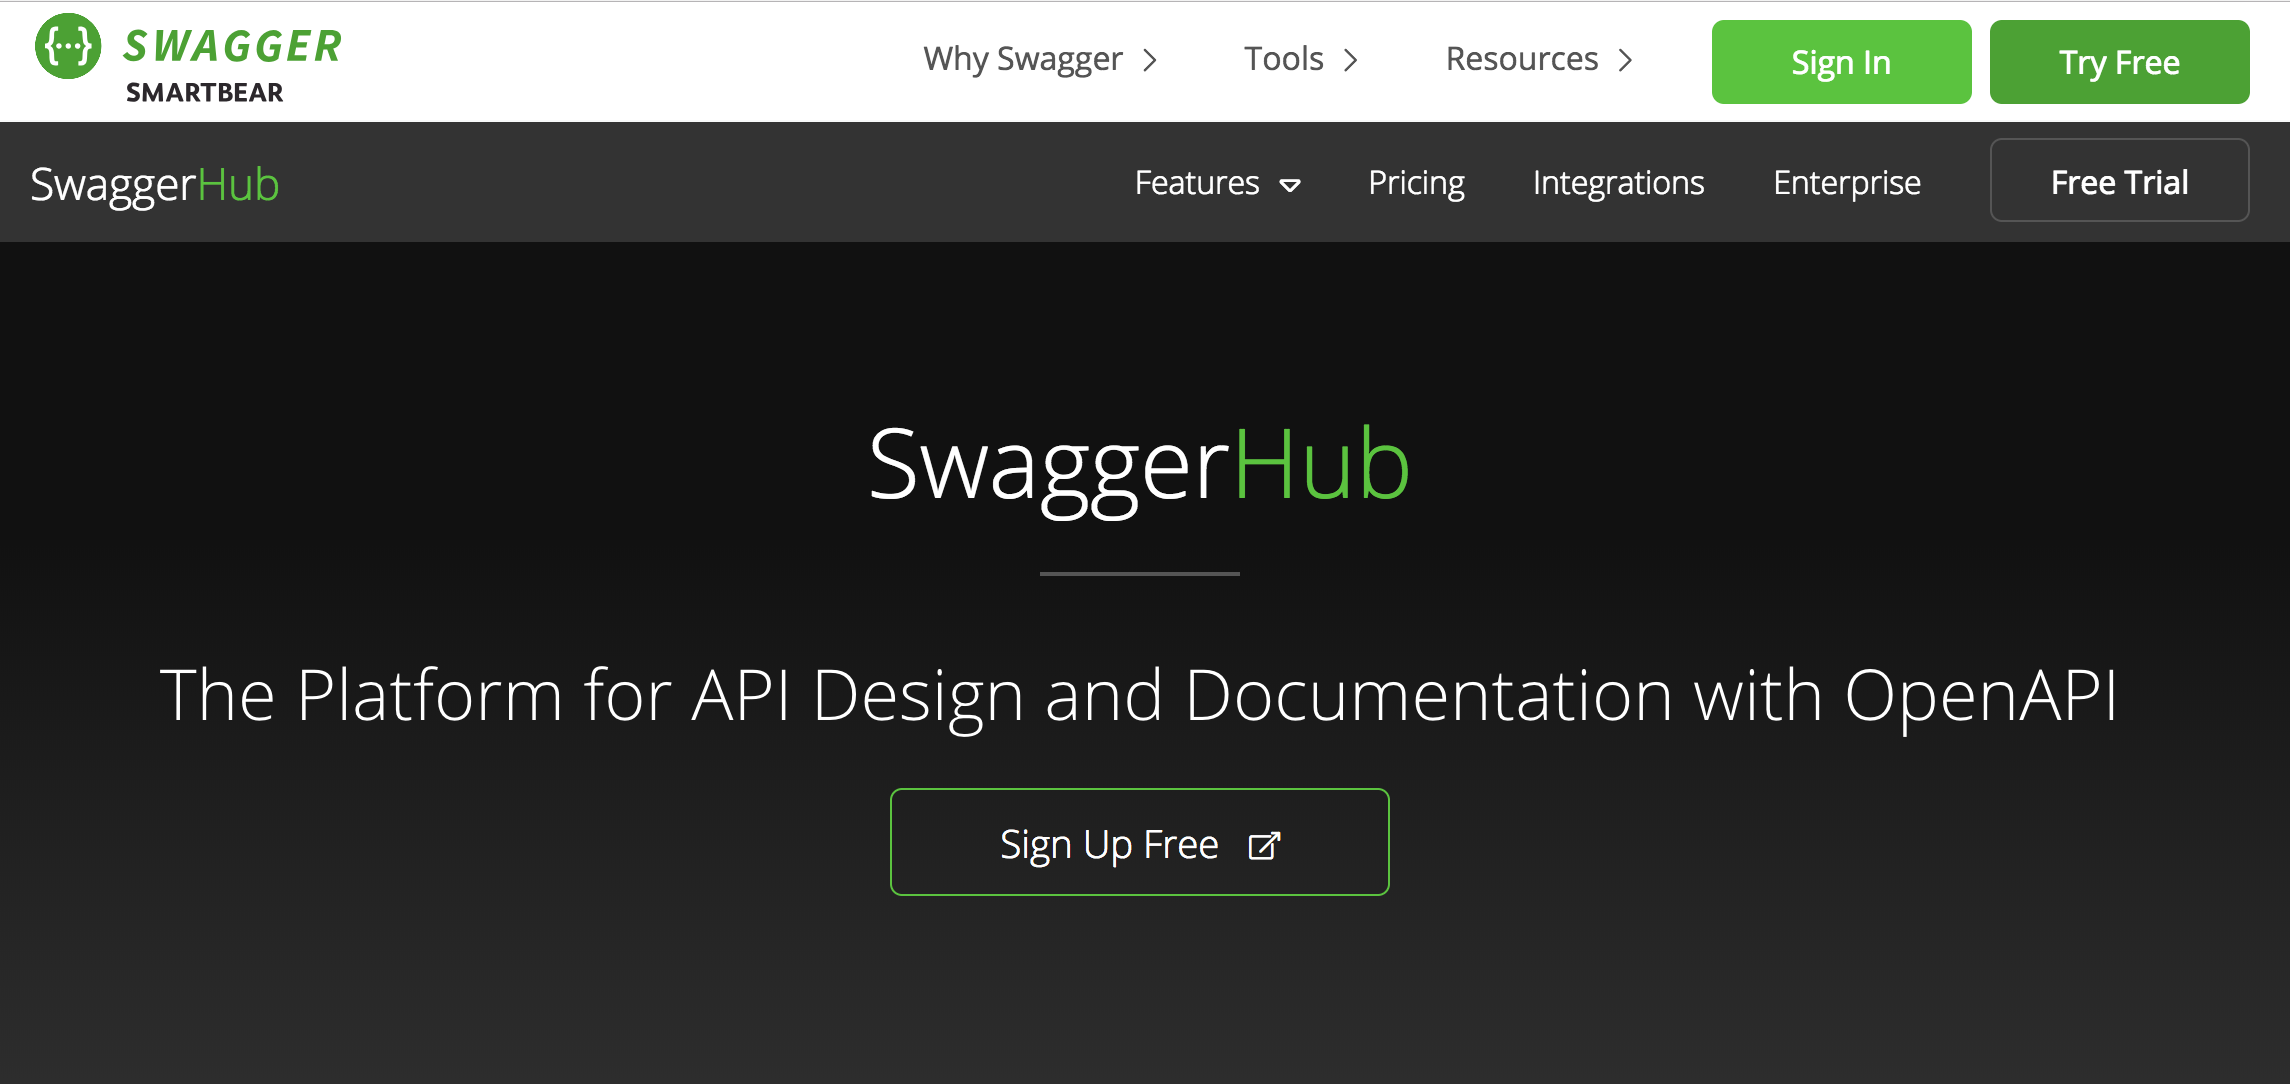 {...} SWAGGER
SMARTBEAR
Why Swagger
Tools
Resources
Sign In
Try Free
SwaggerHub
Features
Pricing
Integrations
Enterprise
Free Trial
SwaggerHub
The Platform for API Design and Documentation with OpenAPI
Sign Up Free